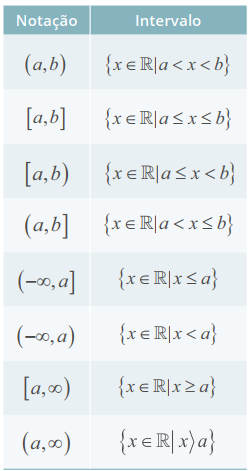 Notação Intervalo
(a,b) {x ∈ ℝ|a < x < b}
[a,b] {x ∈ ℝ|a ≤ x ≤ b}
[a,b) {x ∈ ℝ|a ≤ x < b}
(a,b] {x ∈ ℝ|a < x ≤ b}
(−∞,a] {x ∈ ℝ|x ≤ a}
(−∞,a) {x ∈ ℝ|x < a}
[a,∞) {x ∈ ℝ|x ≥ a}
(a,∞) {x ∈ ℝ| x⟩a}